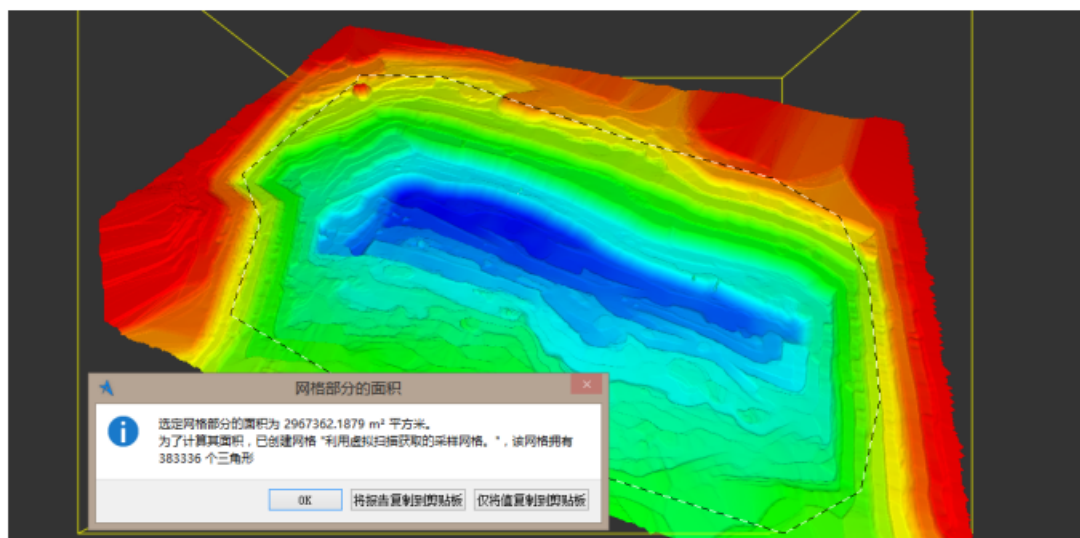 网格部分的面积
选定网格部分的面积为 2967362.1879 m² 平方米。
为了计算其面积，已创建网格 "利用虚拟扫描获取的采样网格。"，该网格拥有
383336 个三角形
OK
将报告复制到剪贴板
仅将值复制到剪贴板